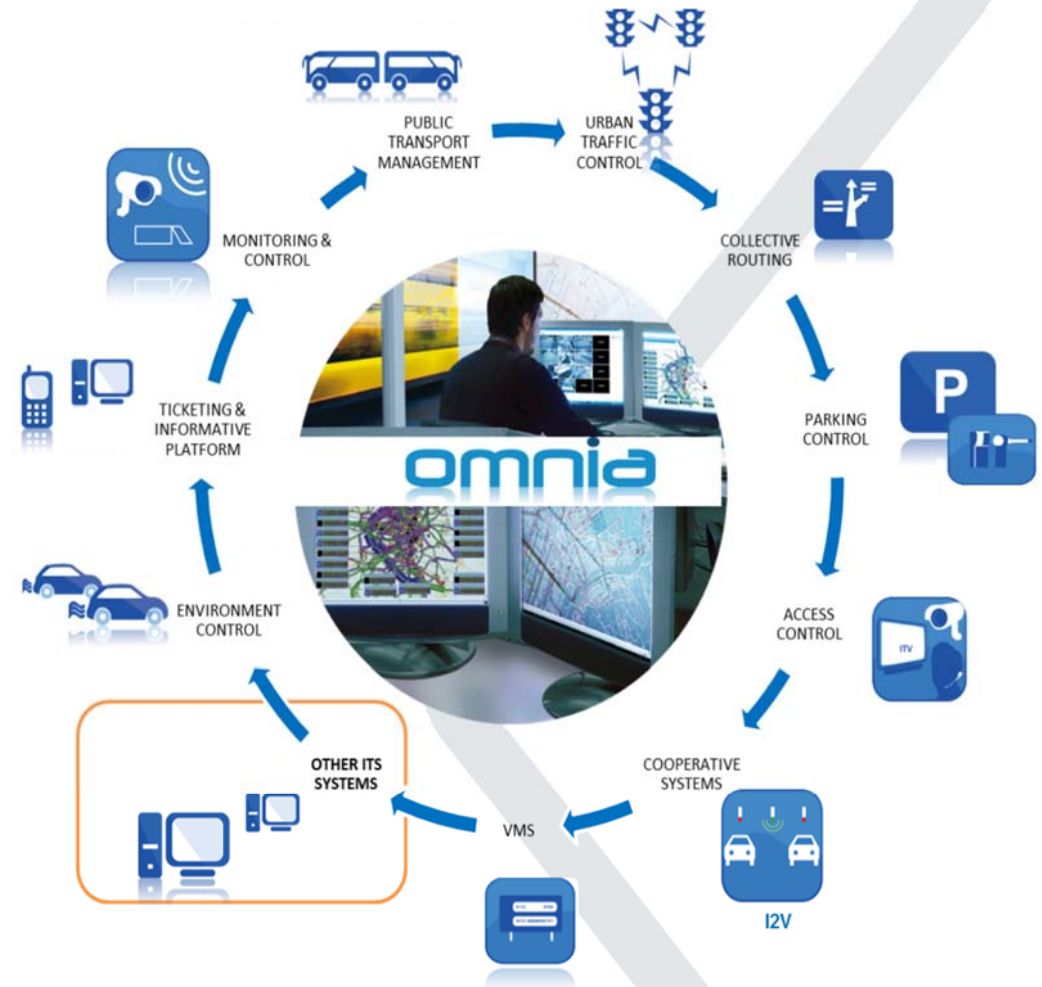 PUBLIC
TRANSPORT
MANAGEMENT
URBAN
TRAFFIC
CONTROL
COLLECTIVE
ROUTING
MONITORING &
CONTROL
P
TICKETING &
INFORMATIVE
PLATFORM
PARKING
CONTROL
omnia
ENVIRONMENT
CONTROL
ACCESS
CONTROL
ITV
OTHER ITS
SYSTEMS
COOPERATIVE
SYSTEMS
VMS
I2V